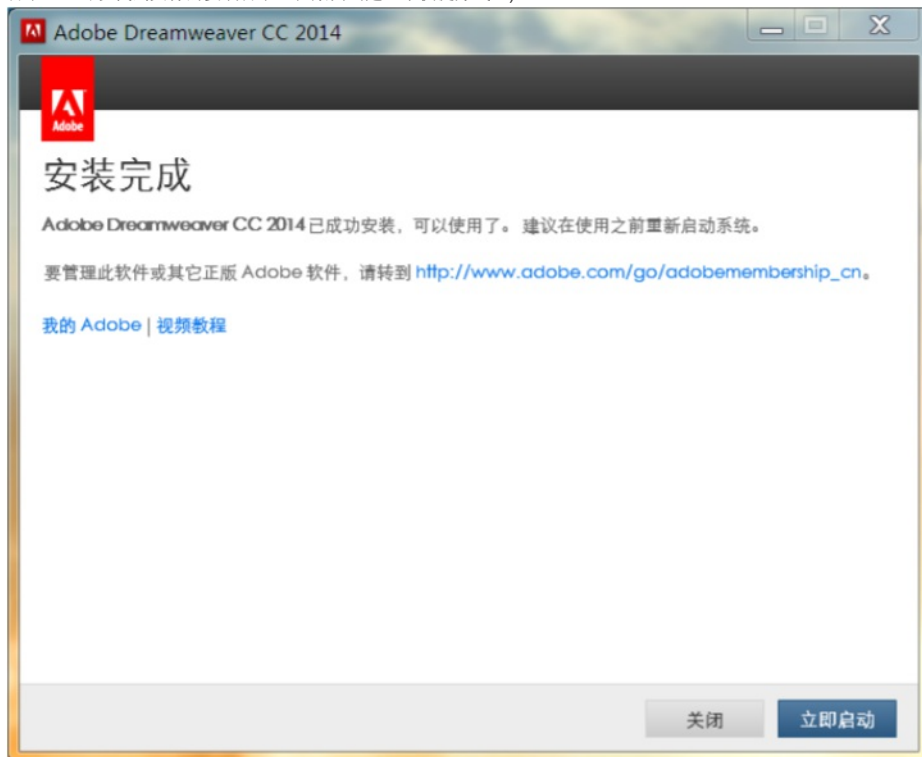 Adobe Dreamweaver CC 2014
Adobe
安装完成
Adobe Dreamweaver CC 2014 已成功安装，可以使用了。 建议在使用之前重新启动系统。
要管理此软件或其它正版 Adobe 软件，请转到 http://www.adobe.com/go/adobemembership_cn。
我的 Adobe | 视频教程
关闭 立即启动